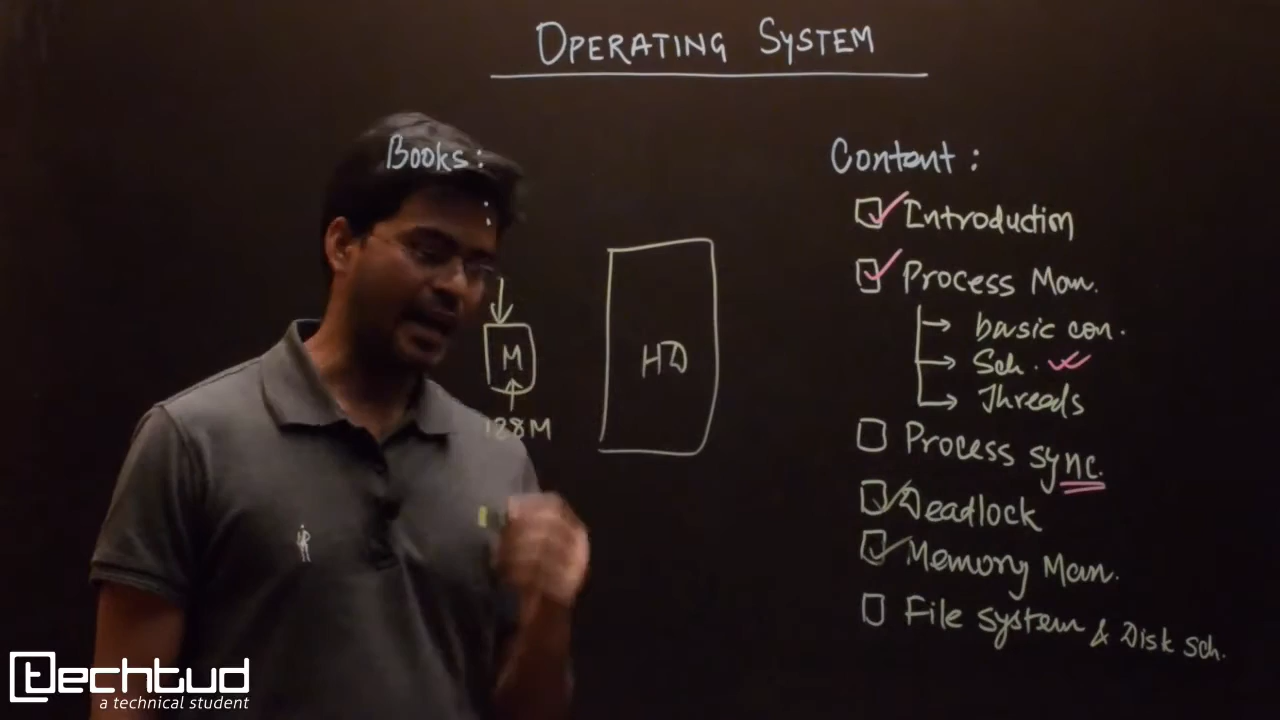 OPERATING SYSTEM
Books:
:
M
128M
HD
Content:
Introduction
Process Man.
basic con.
Sch.
Threads
Process sync.
Deadlock
Memory Man.
File system & Disk sch.
techtud
a technical student